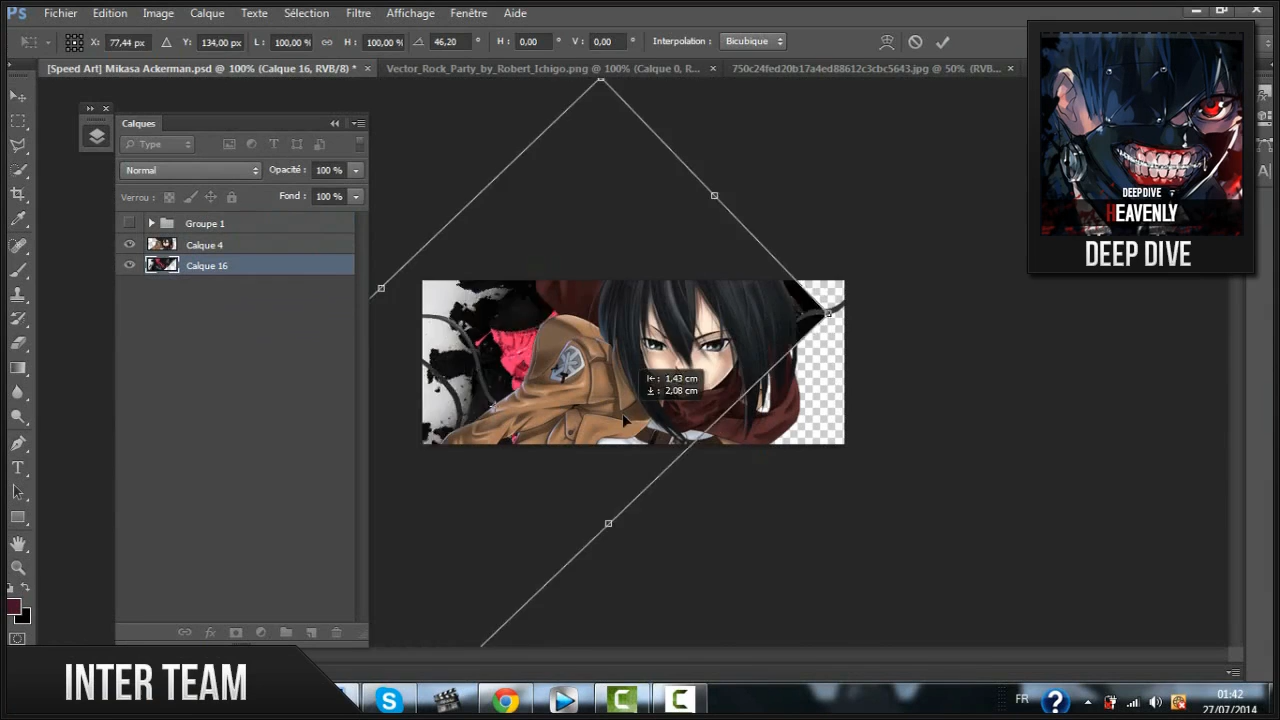 Ps Fichier Edition Image Calque Texte Sélection Filtre Affichage Fenêtre Aide
X: 77,44 px Y: 134,00 px L: 100,00 % H: 100,00 % 46,20 ° H: 0,00 ° V: 0,00 ° Interpolation : Bicubique
[Speed Art] Mikasa Ackerman.psd @ 100% (Calque 16, RVB/8) * × Vector_Rock_Party_by_Robert_Ichigo.png @ 100% (Calque 0, R... × 750c24fed20b17a4ed88612c3cbc5643.jpg @ 50% (RVB... ×
Calques
Type
Normal Opacité : 100 %
Verrou : Fond : 100 %
Groupe 1
Calque 4
Calque 16
1,43 cm
2,08 cm
DEEP DIVE
HEAVENLY
DEEP DIVE
INTER TEAM
FR 01:42
27/07/2014